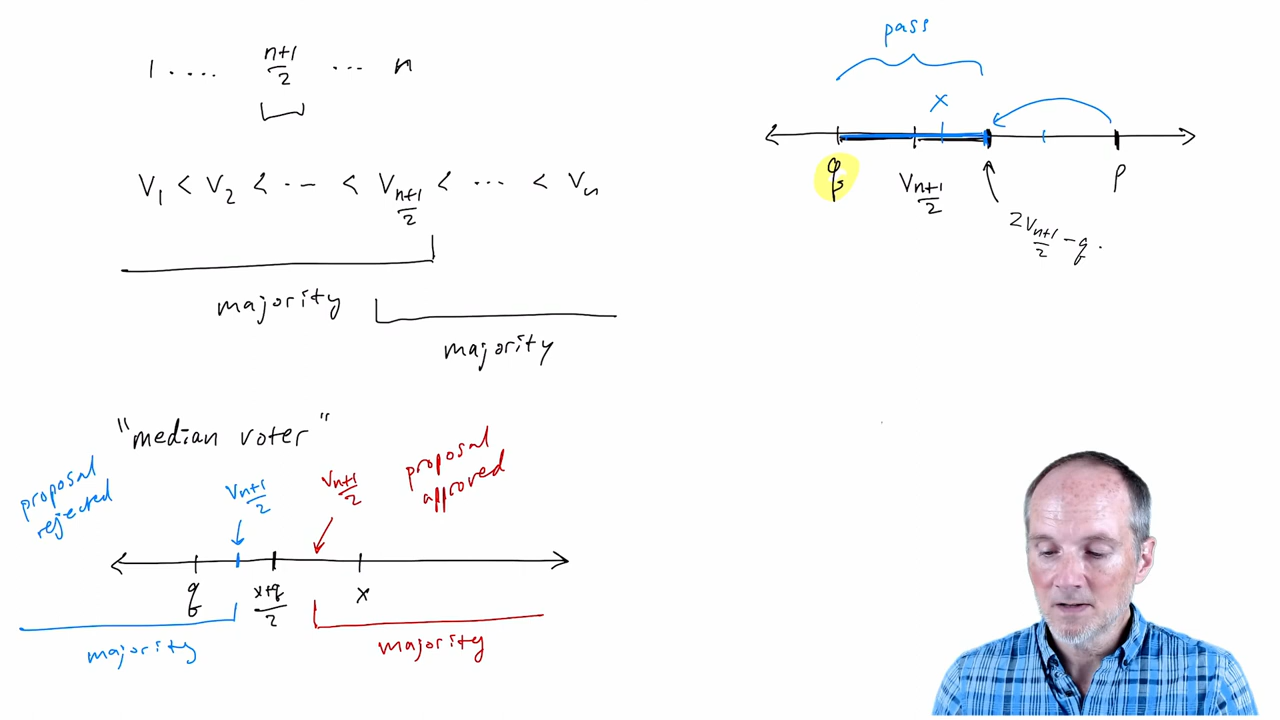 1 .... n+1/2 ... n
V1 < V2 < ... < Vn+1/2 < ... < Vn
majority
majority
"median voter"
proposal
rejected
Vn+1/2
Vn+1/2
proposal
approved
q
x+q/2
x
majority
majority
pass
x
q
Vn+1/2
p
2Vn+1/2 - q.